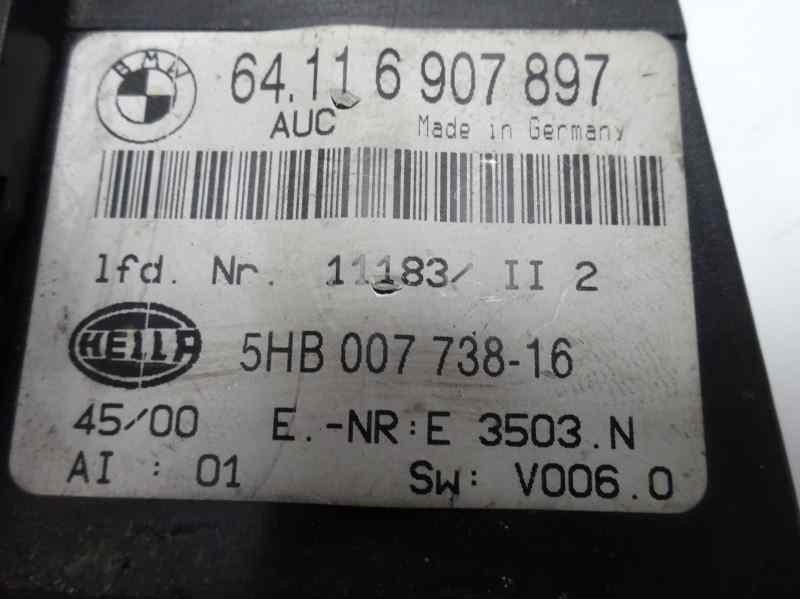 BMW
64.11 6 907 897
AUC Made in Germany
lfd. Nr. 11183/ II 2
HELLA 5HB 007 738-16
45/00 E.-NR:E 3503.N
AI : 01 Sw: V006.0